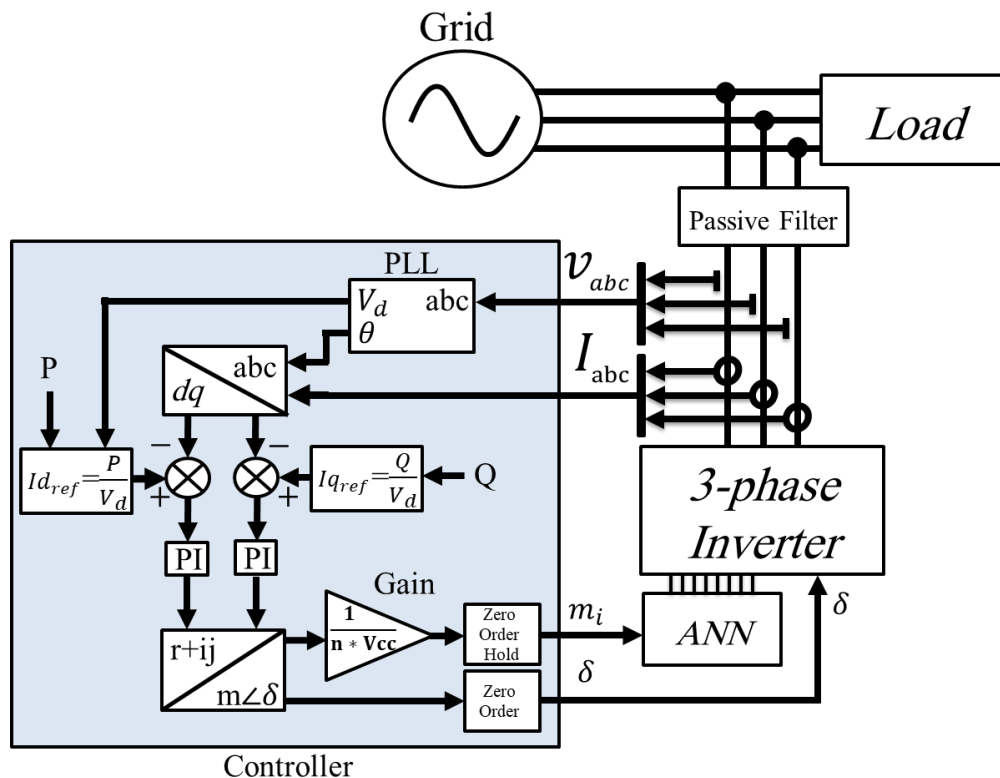 Grid
Load
Passive Filter
PLL
V_d abc
θ
v_abc
I_abc
abc
dq
P
− −
Id_ref = P/V_d
+ +
Iq_ref = Q/V_d
Q
3-phase
Inverter
PI PI
Gain
1/(n * Vcc)
Zero
Order
Hold
m_i
ANN
δ
r+ij
m∠δ
Zero
Order
δ
Controller